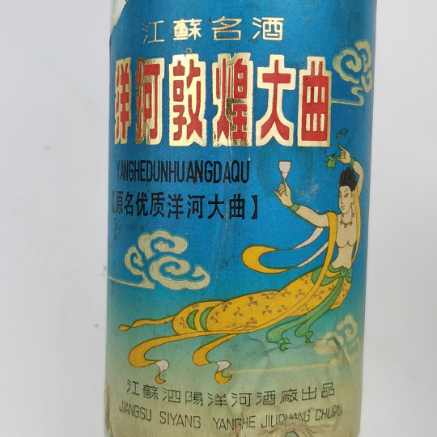 江蘇名酒
洋河敦煌大曲
YANGHEDUNHUANGDAQU
【原名优质洋河大曲】
江蘇泗陽洋河酒廠出品
JIANGSU SIYANG YANGHE JIUCHANG CHUPIN